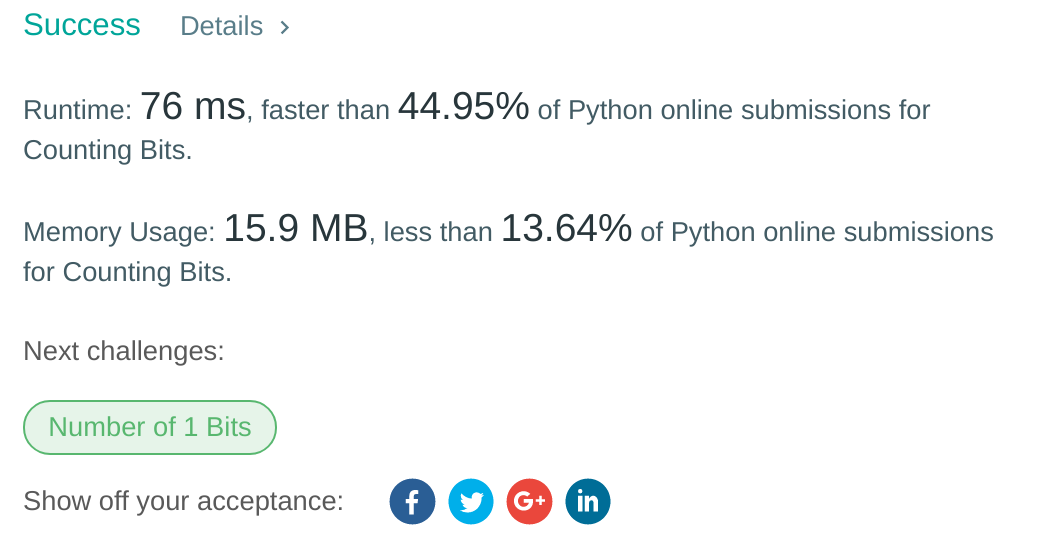 Success Details >
Runtime: 76 ms, faster than 44.95% of Python online submissions for
Counting Bits.
Memory Usage: 15.9 MB, less than 13.64% of Python online submissions
for Counting Bits.
Next challenges:
Number of 1 Bits
Show off your acceptance: f G+ in